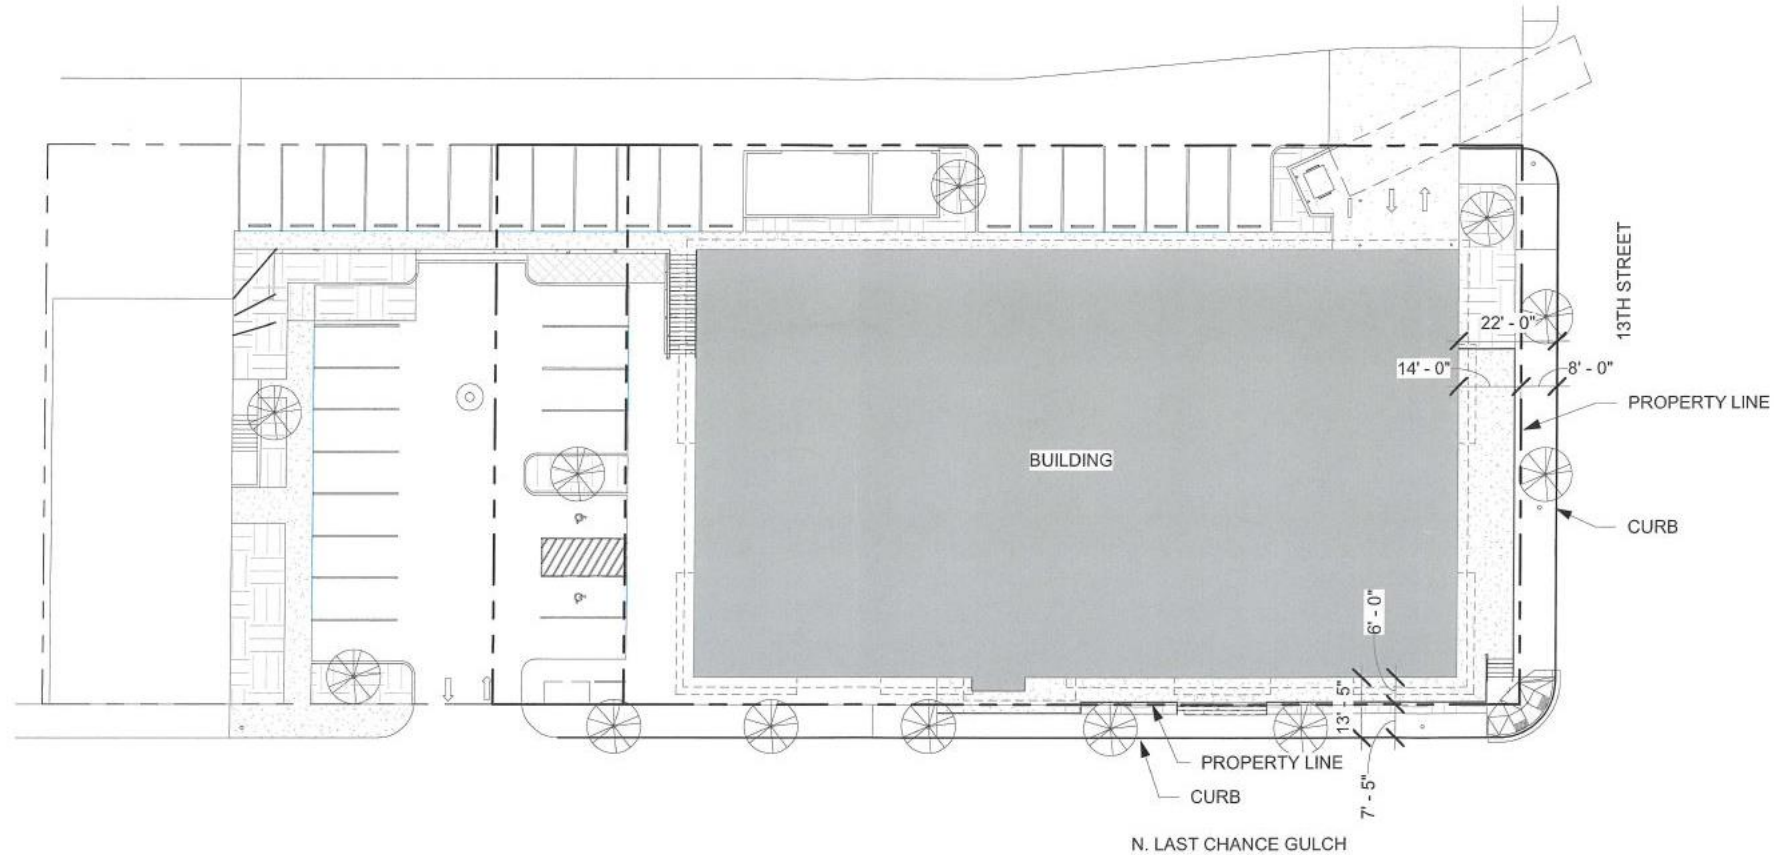 13TH STREET
22' - 0"
14' - 0"
8' - 0"
PROPERTY LINE
BUILDING
CURB
6' - 0"
13' - 5"
PROPERTY LINE
CURB
7' - 5"
N. LAST CHANCE GULCH